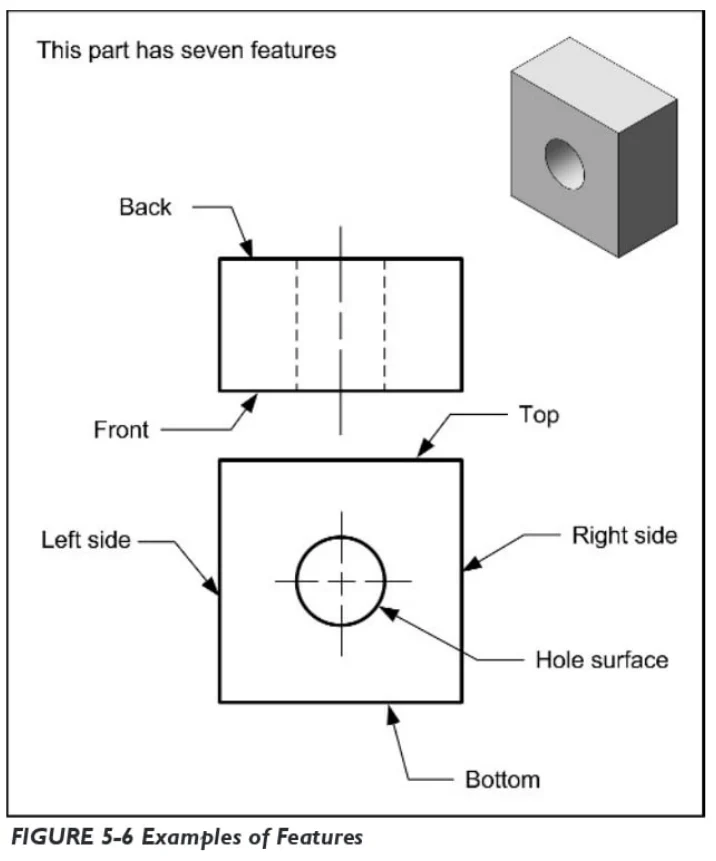 This part has seven features
Back
Front
Top
Left side
Right side
Hole surface
Bottom
FIGURE 5-6 Examples of Features